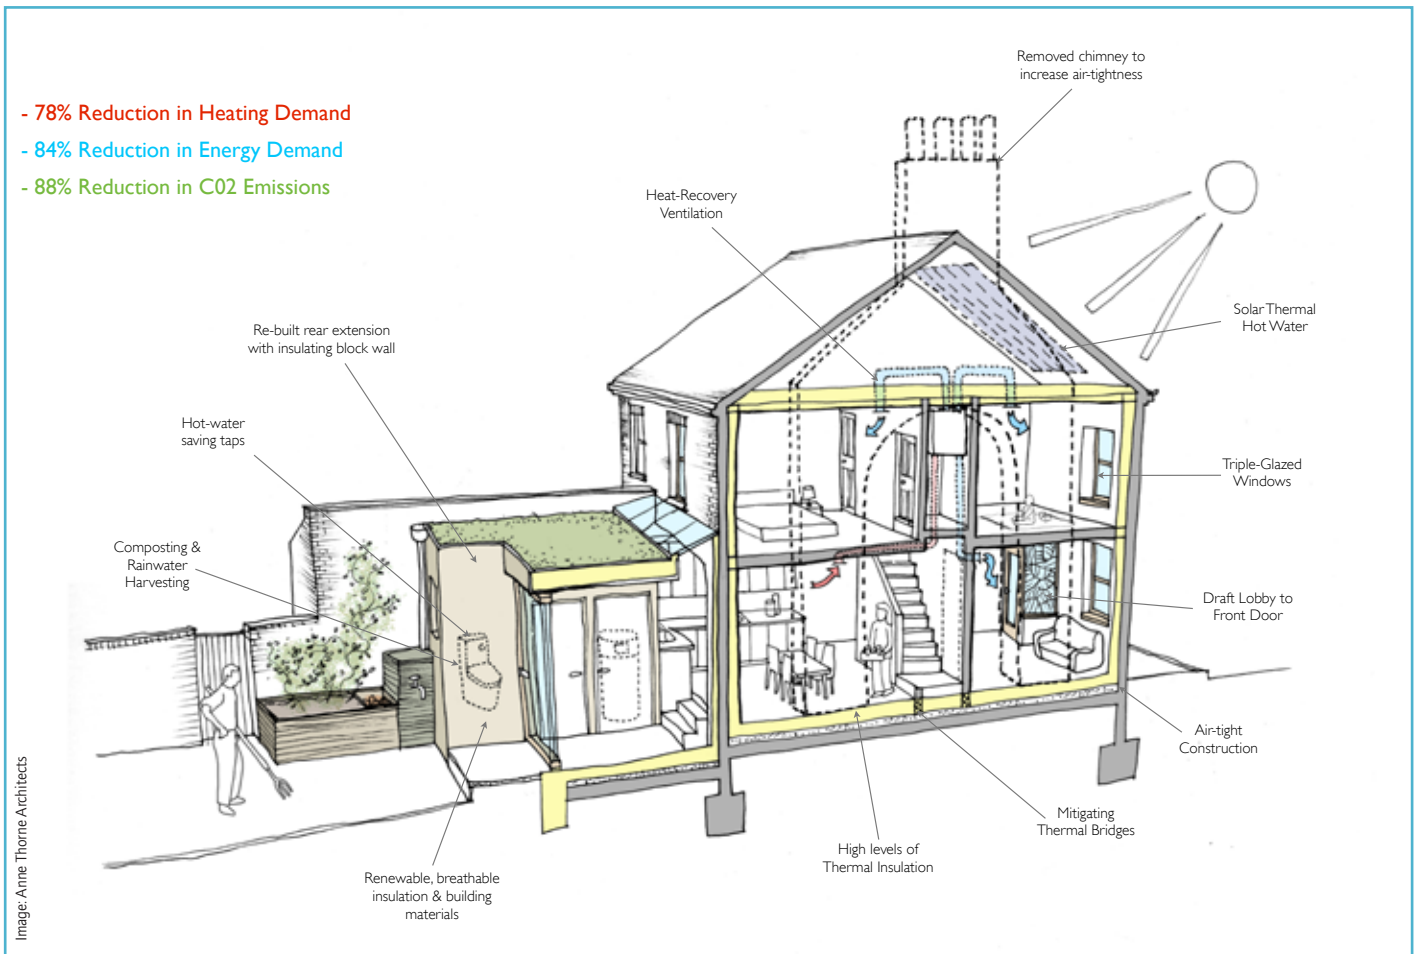 Removed chimney to
increase air-tightness
- 78% Reduction in Heating Demand
- 84% Reduction in Energy Demand
- 88% Reduction in C02 Emissions
Heat-Recovery
Ventilation
Solar Thermal
Hot Water
Re-built rear extension
with insulating block wall
Hot-water
saving taps
Triple-Glazed
Windows
Composting &
Rainwater
Harvesting
Draft Lobby to
Front Door
Air-tight
Construction
Mitigating
Thermal Bridges
High levels of
Thermal Insulation
Renewable, breathable
insulation & building
materials
Image: Anne Thorne Architects